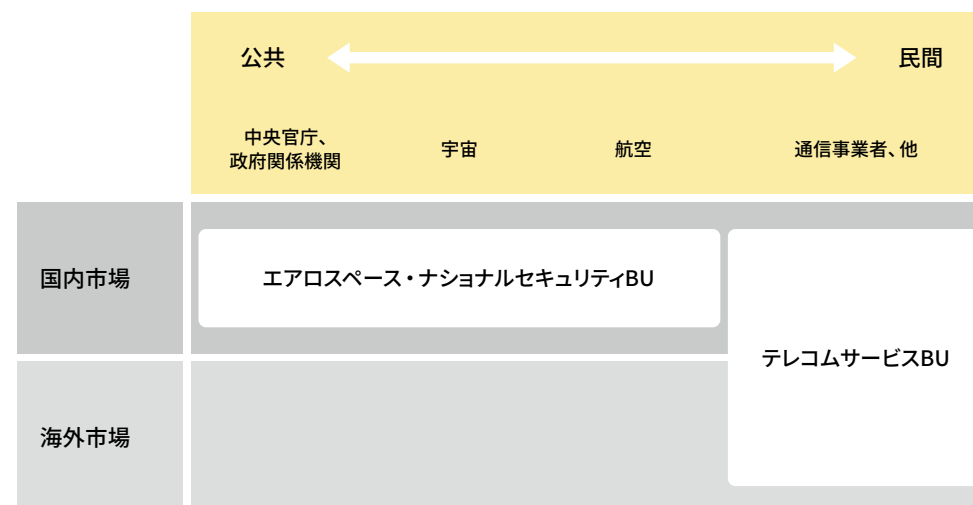 公共
民間
中央官庁、
政府関係機関
宇宙
航空
通信事業者、他
国内市場
エアロスペース・ナショナルセキュリティBU
テレコムサービスBU
海外市場